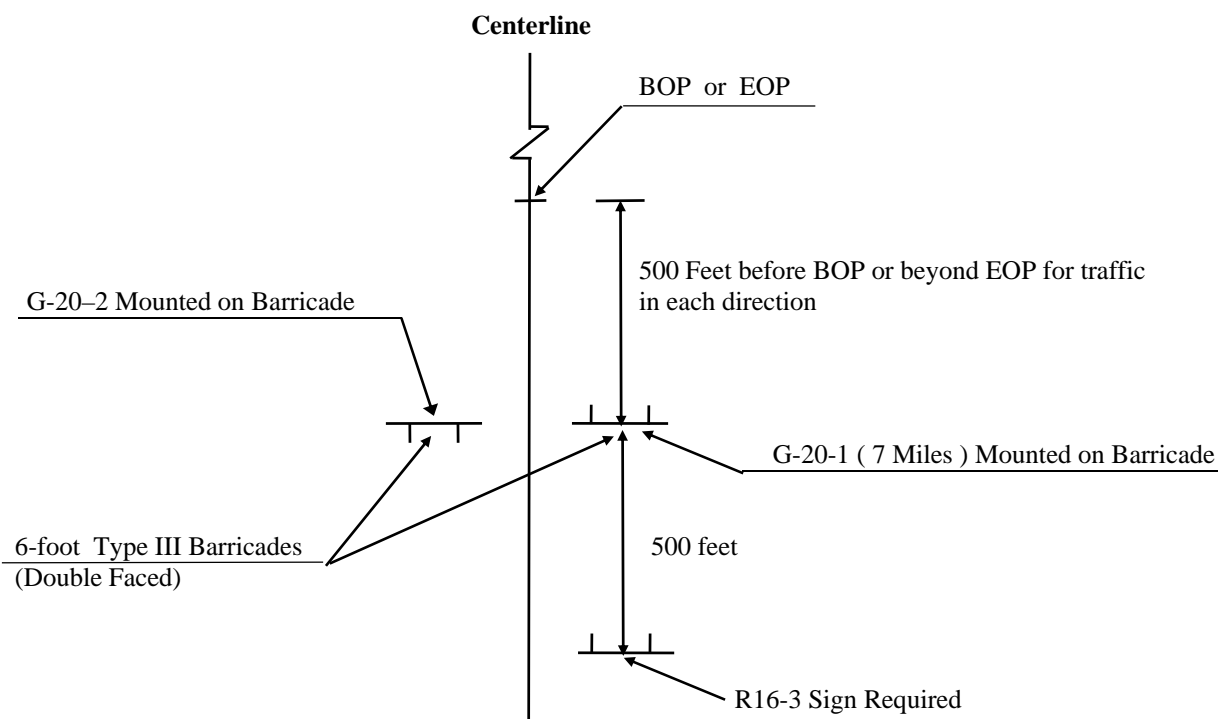 Centerline
BOP or EOP
500 Feet before BOP or beyond EOP for traffic
in each direction
G-20–2 Mounted on Barricade
G-20-1 ( 7 Miles ) Mounted on Barricade
6-foot Type III Barricades
(Double Faced)
500 feet
R16-3 Sign Required